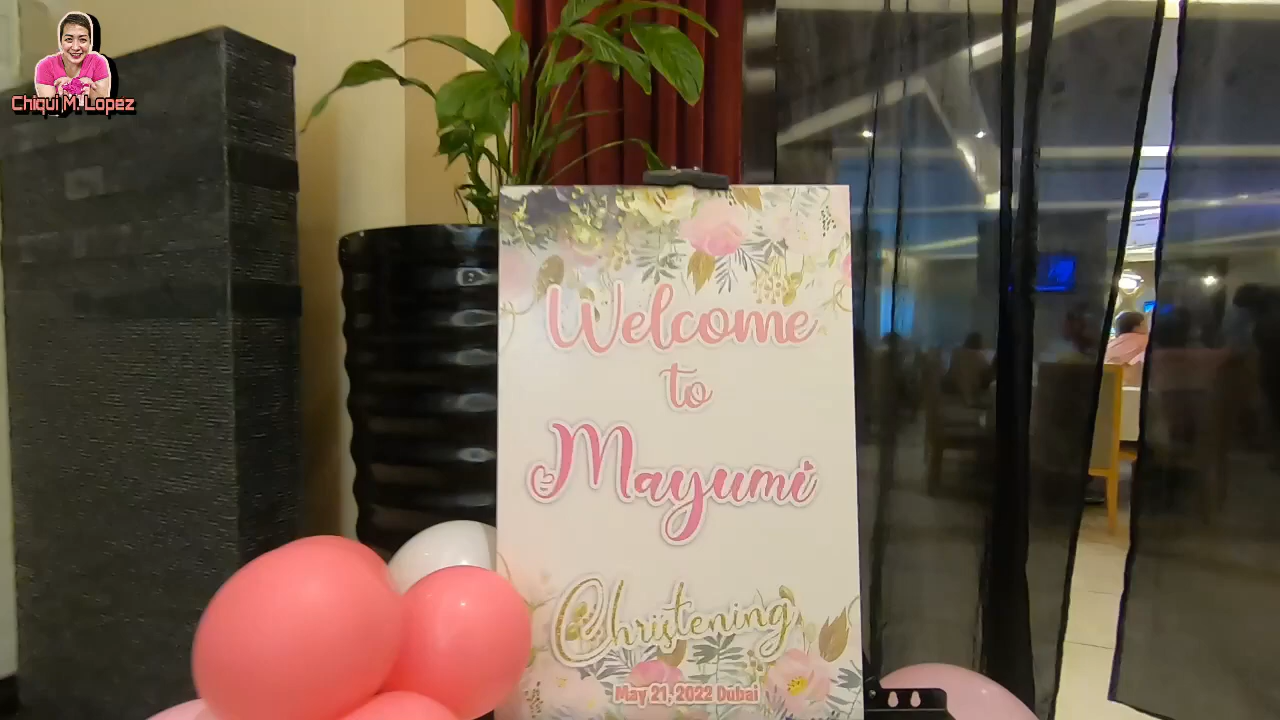 Chiqui M. Lopez
Welcome
to
Mayumi
Christening
May 21, 2022 Dubai